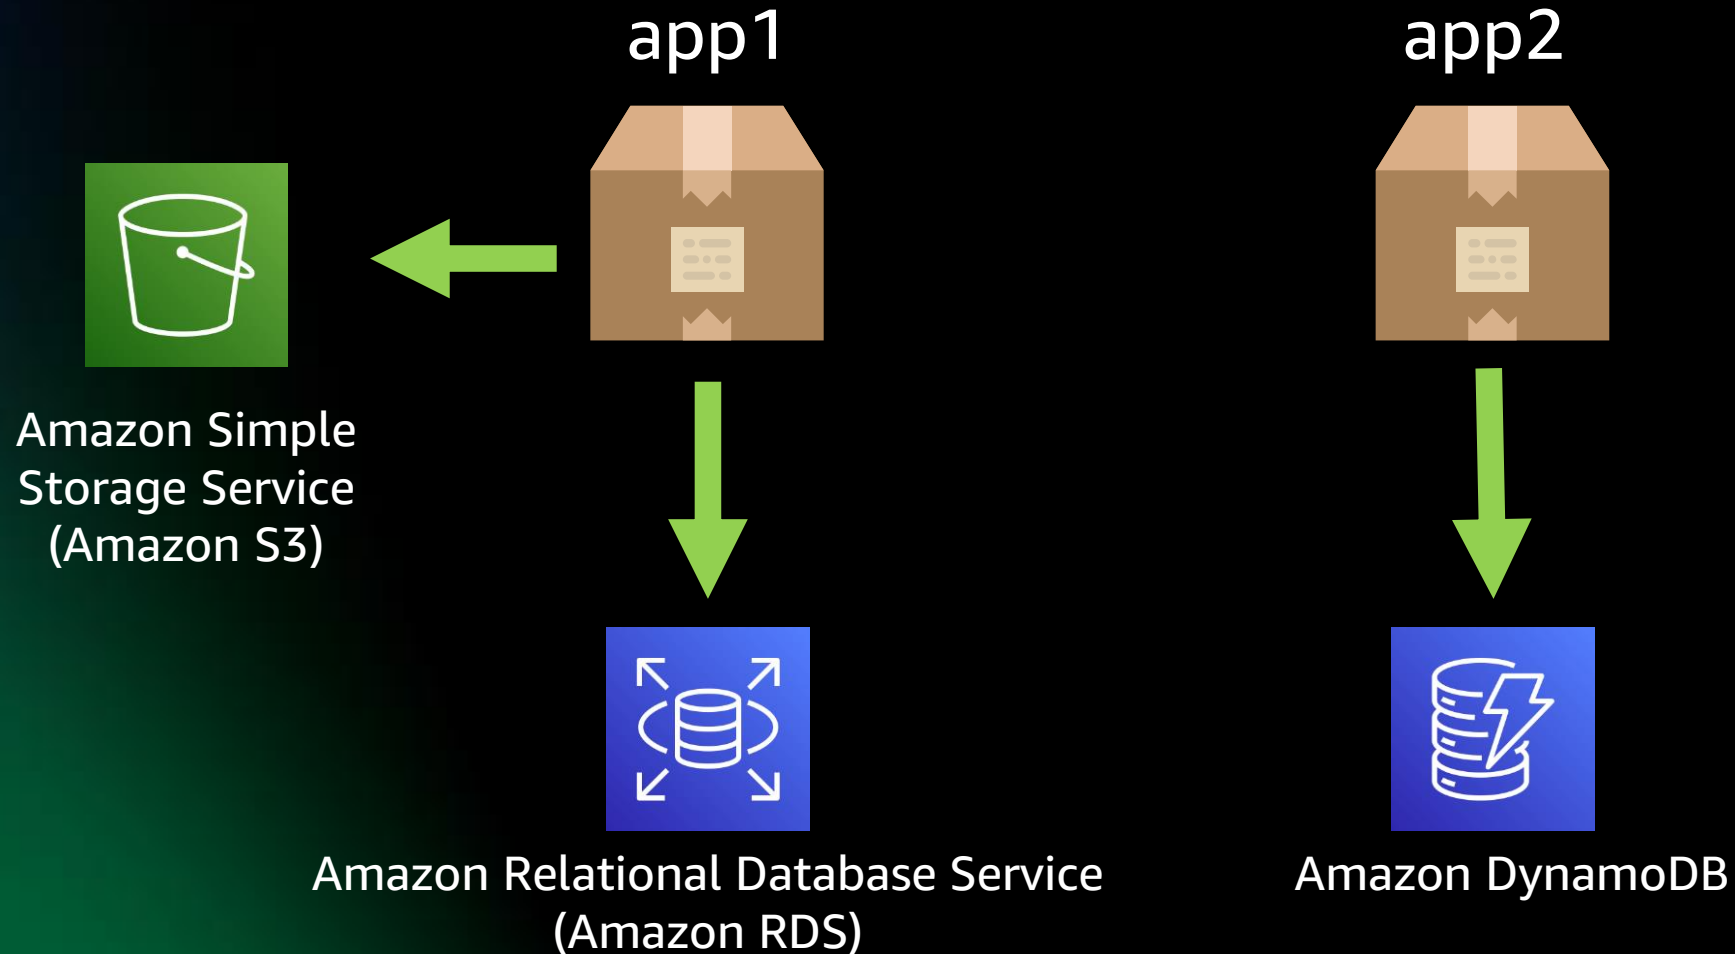 app1
app2
Amazon Simple
Storage Service
(Amazon S3)
Amazon Relational Database Service
(Amazon RDS)
Amazon DynamoDB